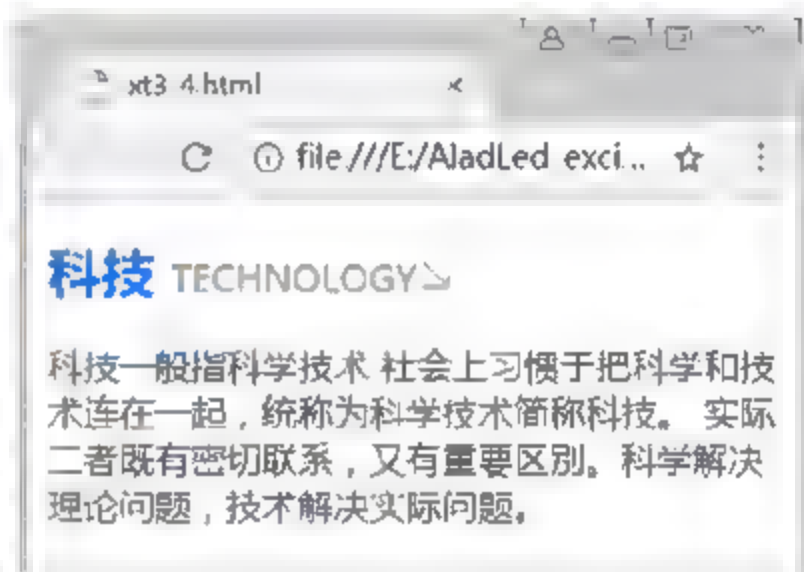 xt3-4.html
file:///E:/AladLed exci...
科技 TECHNOLOGY
科技一般指科学技术 社会上习惯于把科学和技
术连在一起，统称为科学技术简称科技。 实际
二者既有密切联系，又有重要区别。科学解决
理论问题，技术解决实际问题。